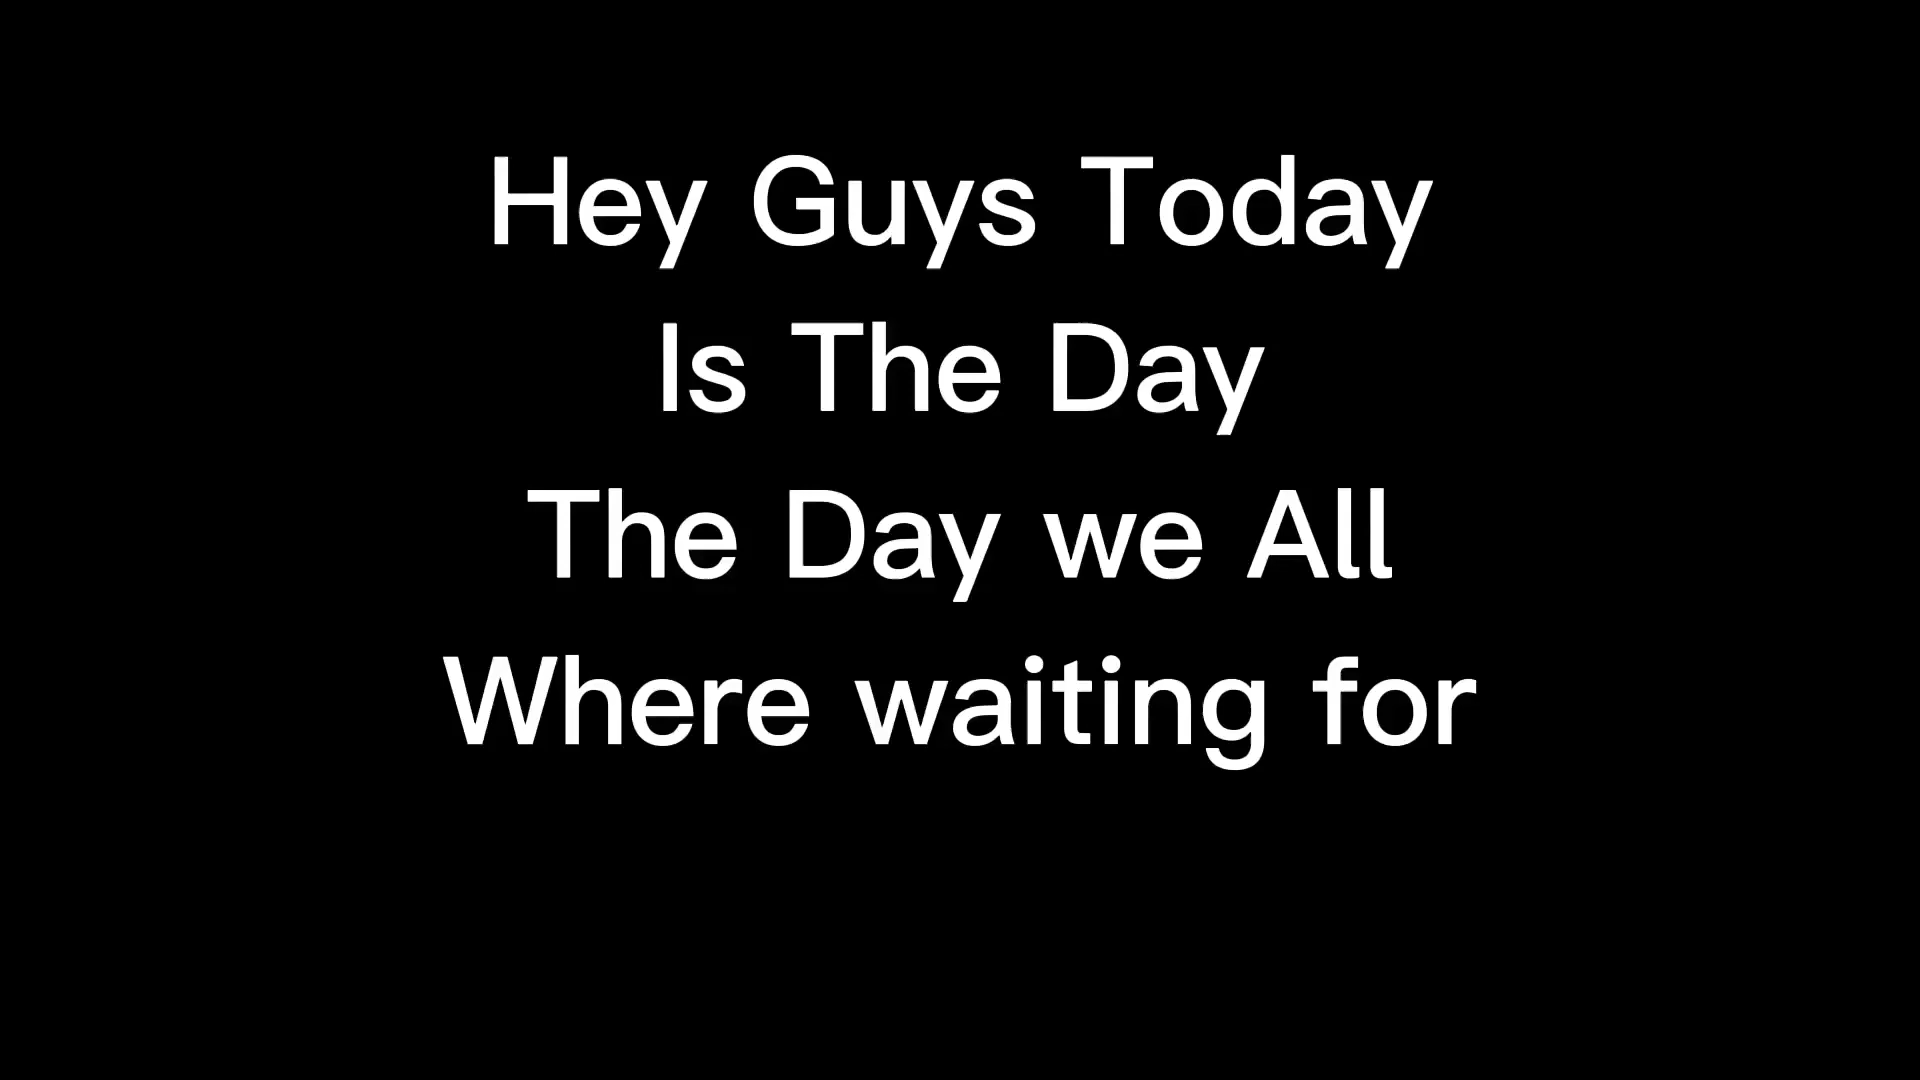 Hey Guys Today
Is The Day
The Day we All
Where waiting for